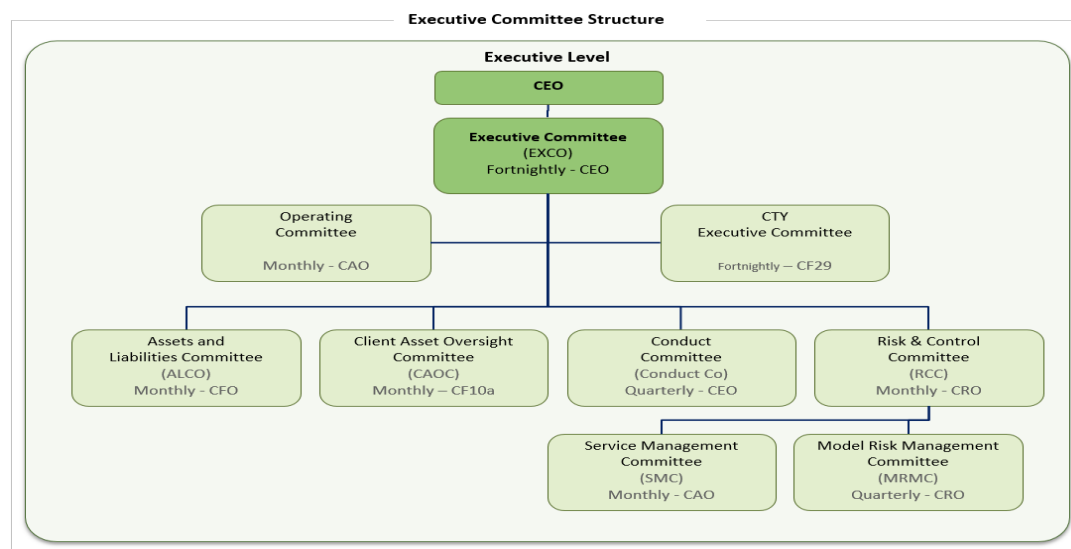 Executive Committee Structure
Executive Level
CEO
Executive Committee
(EXCO)
Fortnightly - CEO
Operating
Committee
Monthly - CAO
CTY
Executive Committee
Fortnightly – CF29
Assets and
Liabilities Committee
(ALCO)
Monthly - CFO
Client Asset Oversight
Committee
(CAOC)
Monthly – CF10a
Conduct
Committee
(Conduct Co)
Quarterly - CEO
Risk & Control
Committee
(RCC)
Monthly - CRO
Service Management
Committee
(SMC)
Monthly - CAO
Model Risk Management
Committee
(MRMC)
Quarterly - CRO